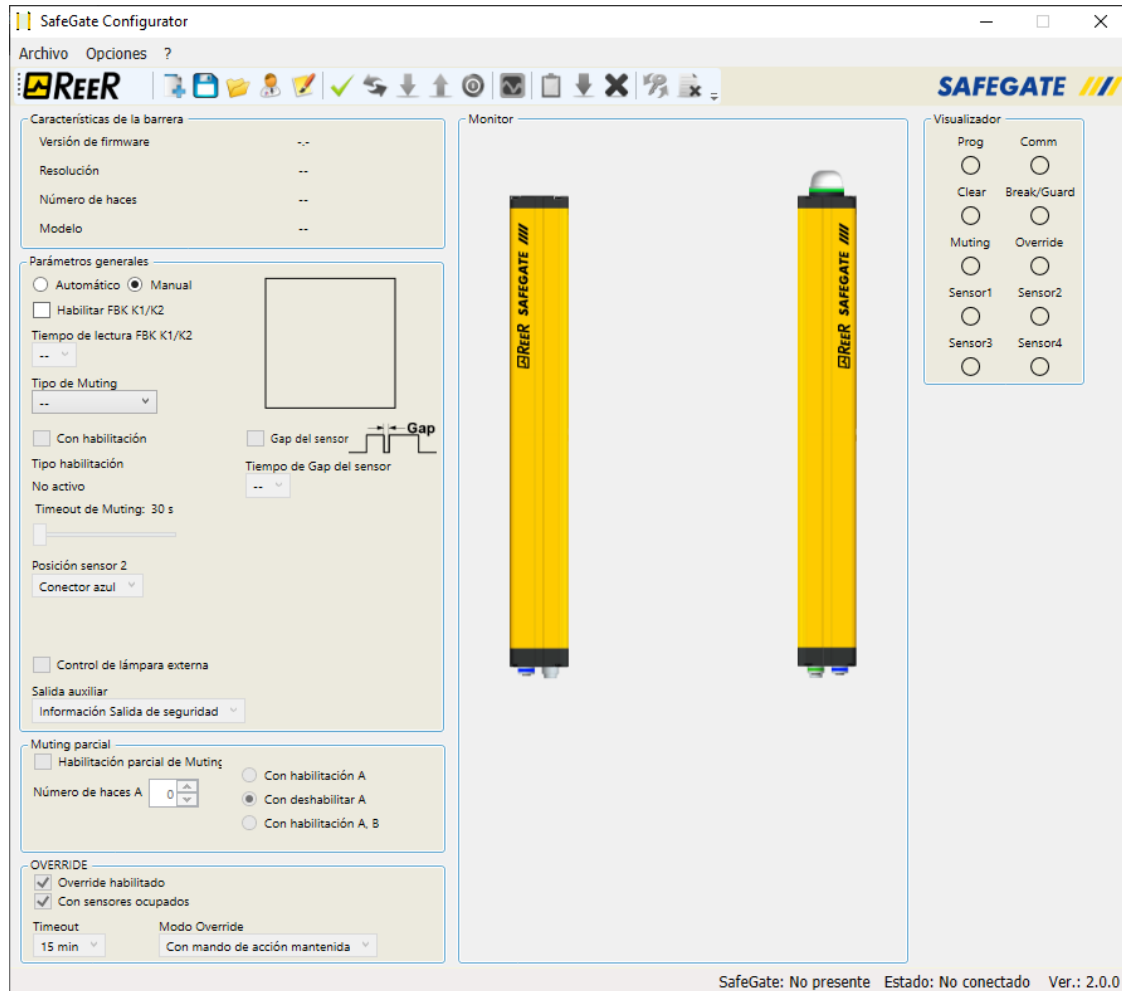 SafeGate Configurator
Archivo Opciones ?
REER
SAFEGATE
Características de la barrera
Versión de firmware -.-
Resolución --
Número de haces --
Modelo --
Parámetros generales
Automático Manual
Habilitar FBK K1/K2
Tiempo de lectura FBK K1/K2
--
Tipo de Muting
--
Con habilitación
Gap del sensor
Gap
Tipo habilitación
Tiempo de Gap del sensor
No activo
--
Timeout de Muting: 30 s
Posición sensor 2
Conector azul
Control de lámpara externa
Salida auxiliar
Información Salida de seguridad
Muting parcial
Habilitación parcial de Muting
Número de haces A 0
Con habilitación A
Con deshabilitar A
Con habilitación A, B
OVERRIDE
Override habilitado
Con sensores ocupados
Timeout Modo Override
15 min Con mando de acción mantenida
Monitor
REER SAFEGATE
REER SAFEGATE
Visualizador
Prog Comm
Clear Break/Guard
Muting Override
Sensor1 Sensor2
Sensor3 Sensor4
SafeGate: No presente Estado: No conectado Ver.: 2.0.0